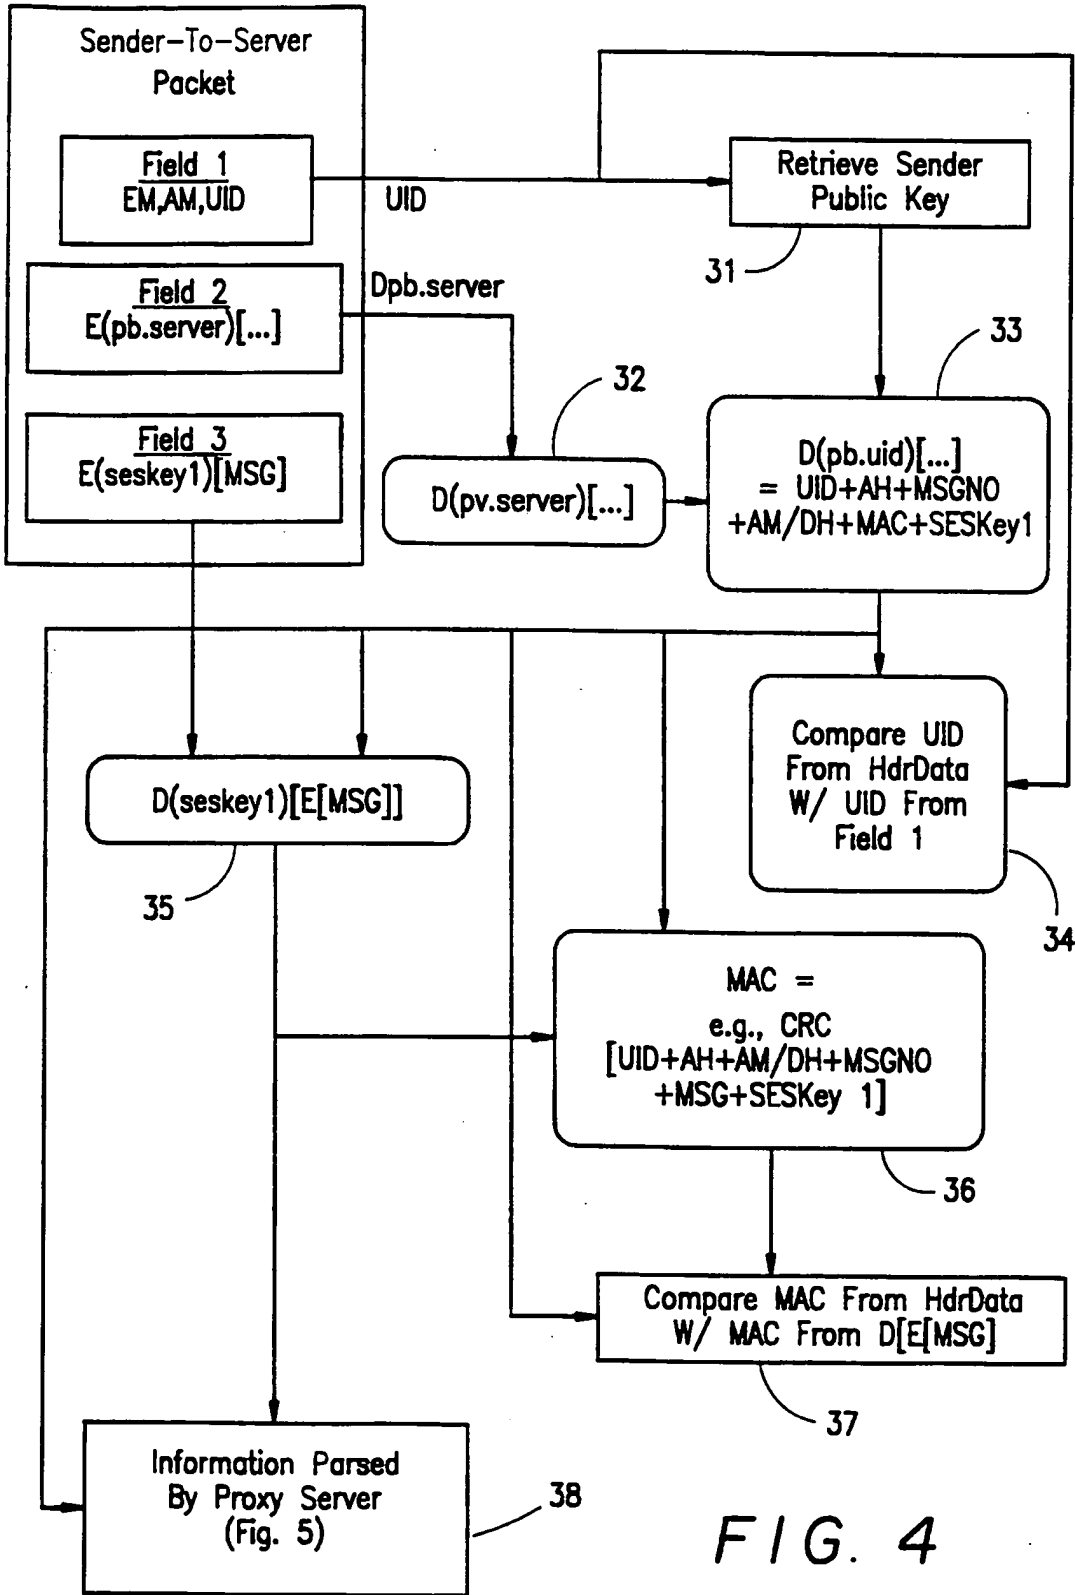 Sender-To-Server
Packet
Field 1
EM,AM,UID
UID
Retrieve Sender
Public Key
31
Field 2
E(pb.server)[...]
Dpb.server
33
32
Field 3
E(seskey1)[MSG]
D(pv.server)[...]
D(pb.uid)[...]
= UID+AH+MSGNO
+AM/DH+MAC+SESKey1
Compare UID
From HdrData
W/ UID From
Field 1
34
D(seskey1)[E[MSG]]
35
MAC =
e.g., CRC
[UID+AH+AM/DH+MSGNO
+MSG+SESKey 1]
36
Compare MAC From HdrData
W/ MAC From D[E[MSG]
37
Information Parsed
By Proxy Server
(Fig. 5)
38
FIG. 4